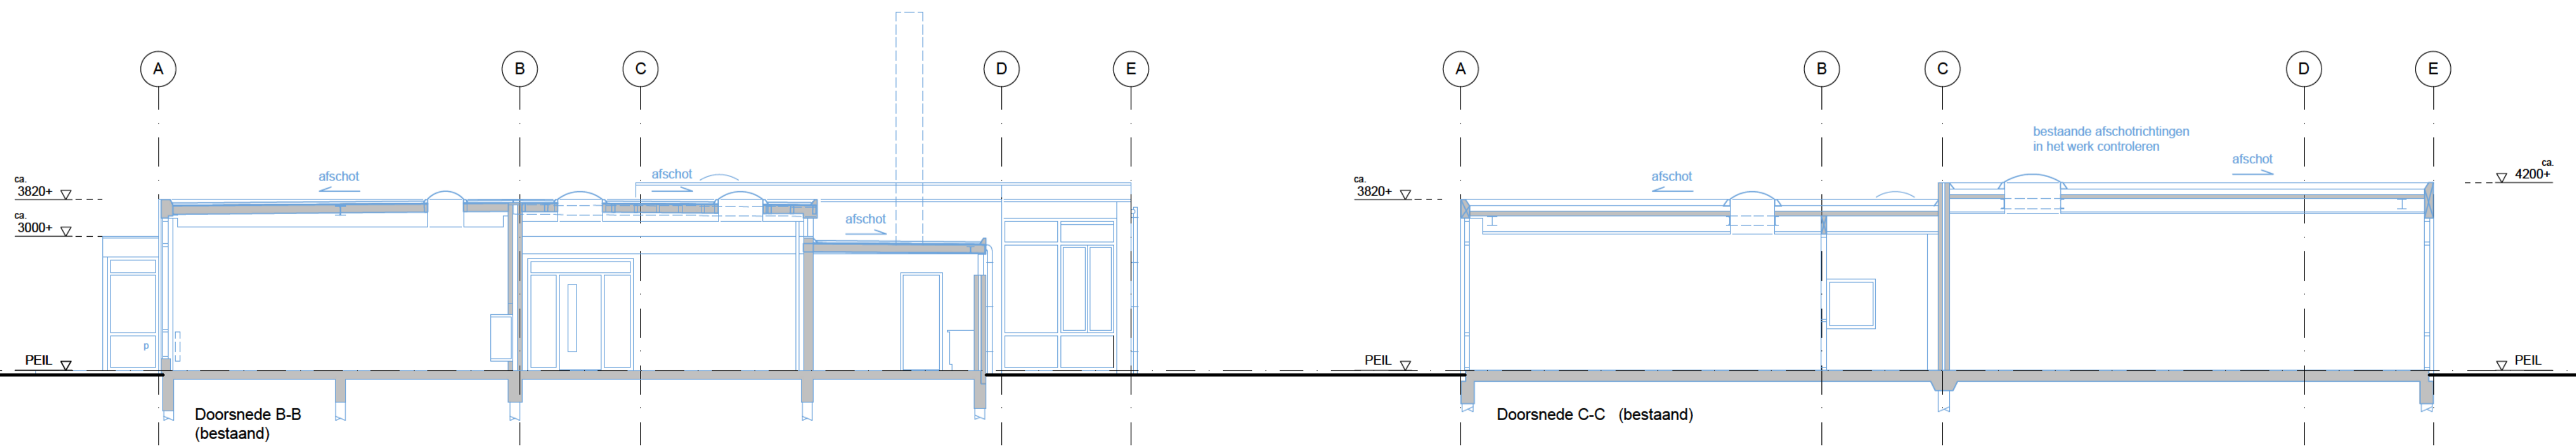 A
B
C
D
E
A
B
C
D
E
bestaande afschotrichtingen
in het werk controleren
afschot
afschot
afschot
afschot
afschot
ca.
3820+
ca.
3000+
ca.
3820+
ca.
4200+
p
PEIL
PEIL
PEIL
Doorsnede B-B
(bestaand)
Doorsnede C-C (bestaand)